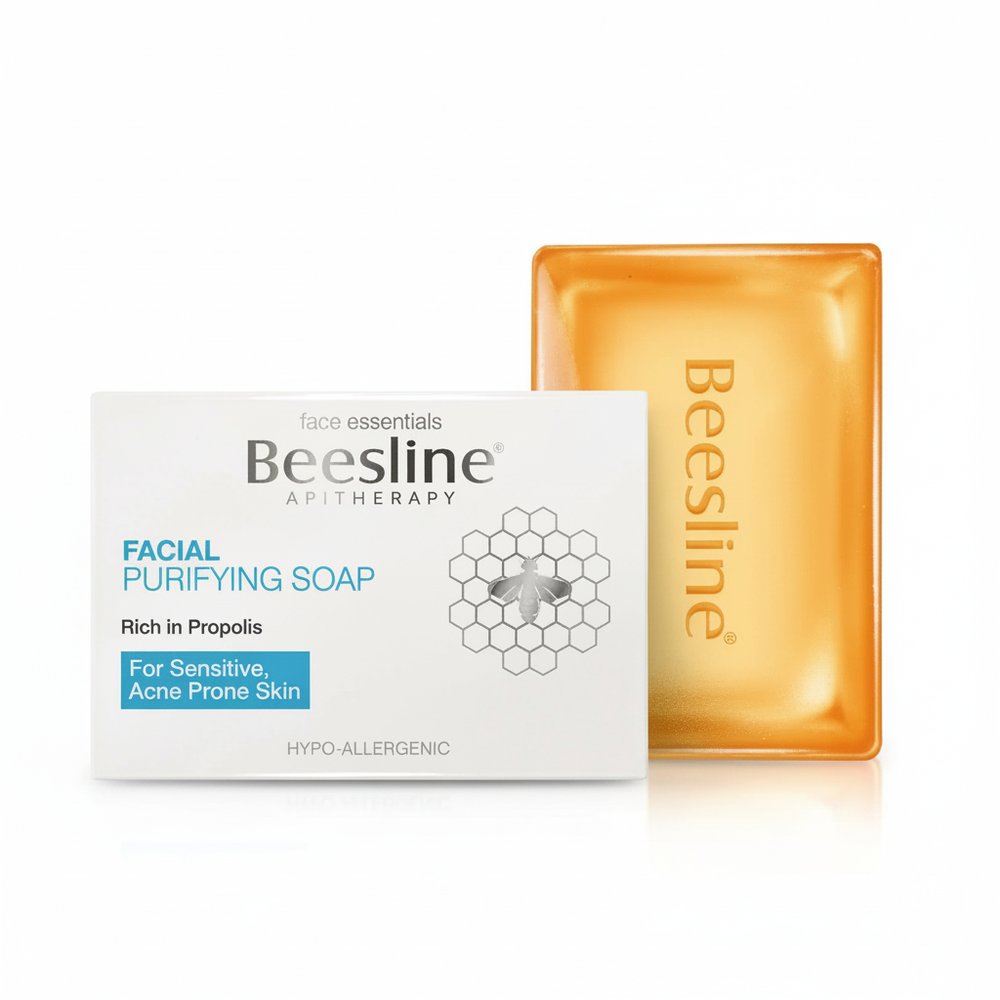 face essentials
Beesline®
APITHERAPY
FACIAL
PURIFYING SOAP
Rich in Propolis
For Sensitive,
Acne Prone Skin
HYPO-ALLERGENIC
Beesline®